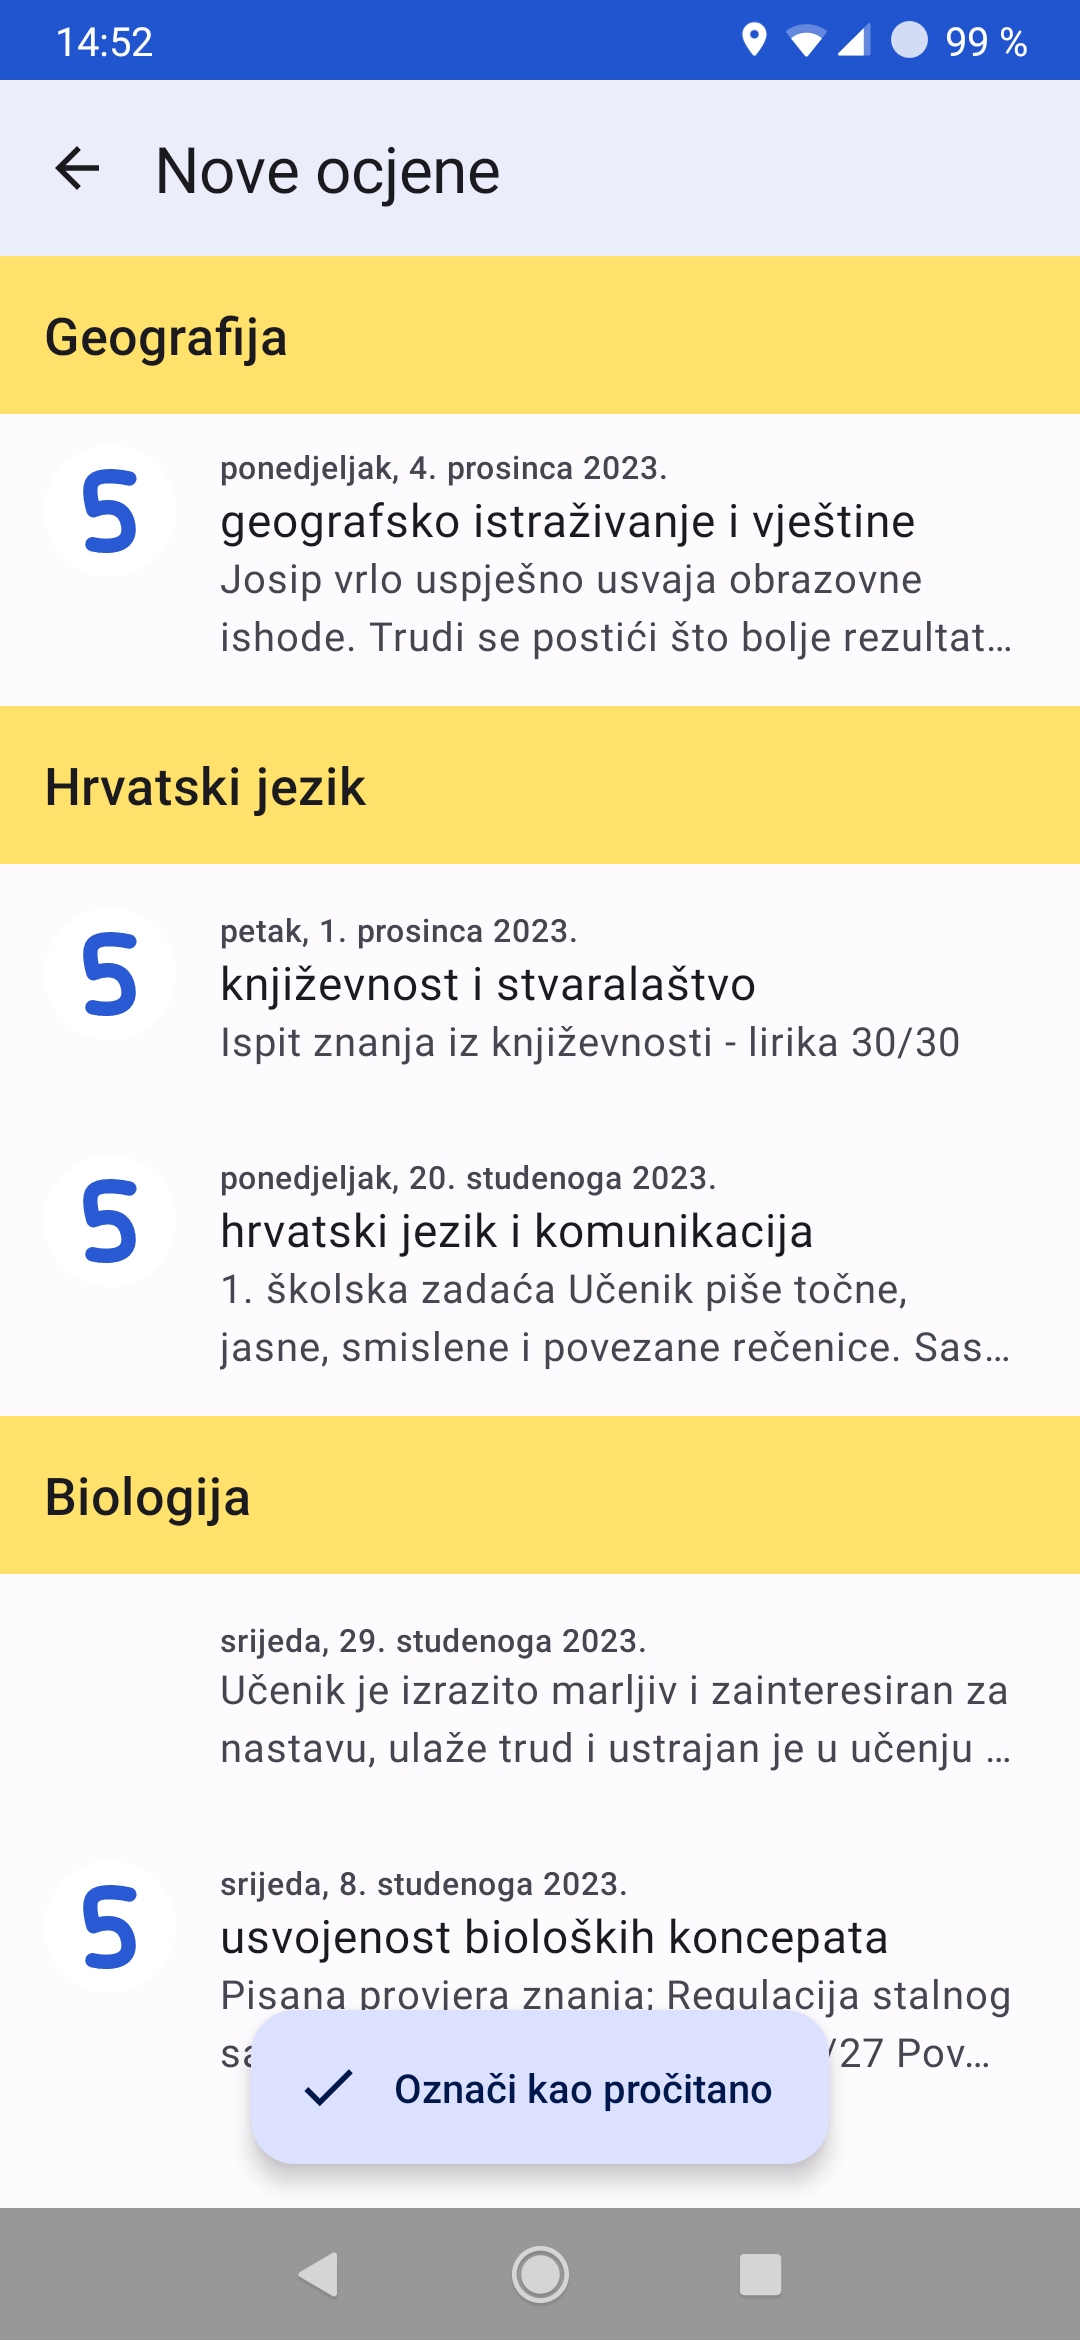 14:52
99 %
Nove ocjene
Geografija
5
ponedjeljak, 4. prosinca 2023.
geografsko istraživanje i vještine
Josip vrlo uspješno usvaja obrazovne
ishode. Trudi se postići što bolje rezultat…
Hrvatski jezik
5
petak, 1. prosinca 2023.
književnost i stvaralaštvo
Ispit znanja iz književnosti - lirika 30/30
5
ponedjeljak, 20. studenoga 2023.
hrvatski jezik i komunikacija
1. školska zadaća Učenik piše točne,
jasne, smislene i povezane rečenice. Sas…
Biologija
srijeda, 29. studenoga 2023.
Učenik je izrazito marljiv i zainteresiran za
nastavu, ulaže trud i ustrajan je u učenju …
5
srijeda, 8. studenoga 2023.
usvojenost bioloških koncepata
Pisana provjera znanja; Regulacija stalnog
/27 Pov…
Označi kao pročitano